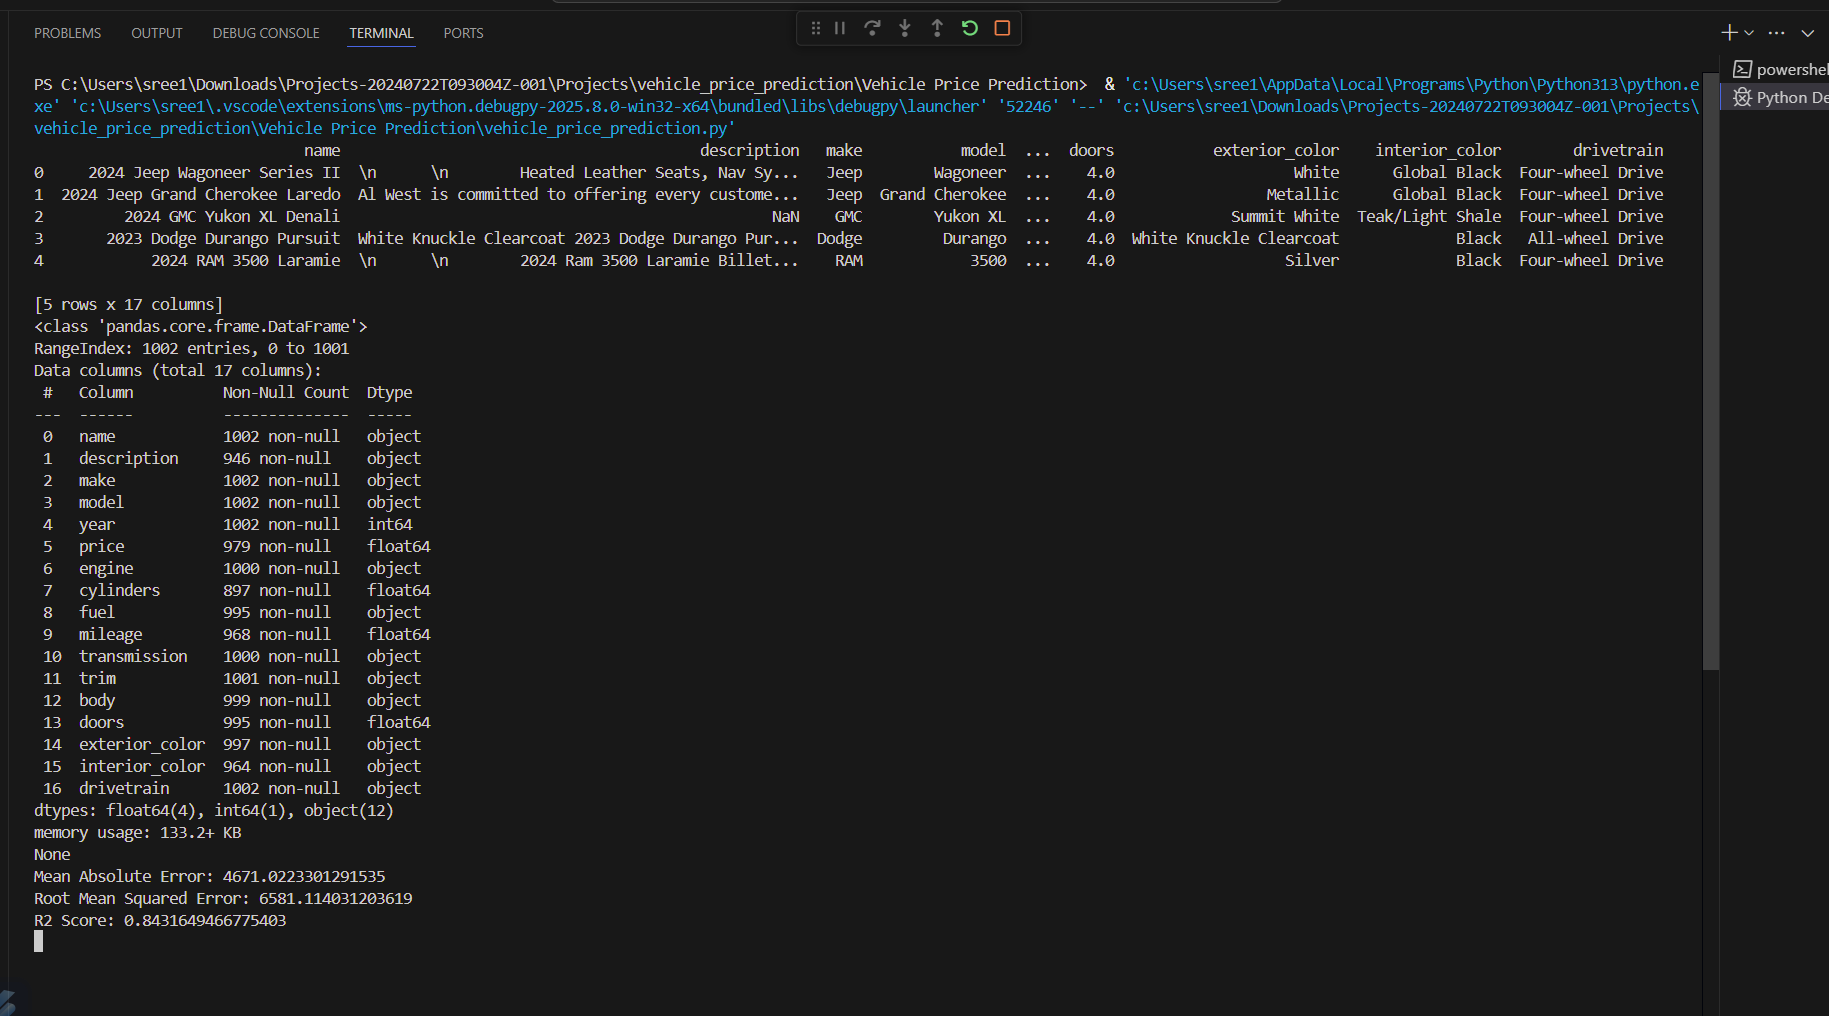 PROBLEMS OUTPUT DEBUG CONSOLE TERMINAL PORTS
powershel
Python De
PS C:\Users\sree1\Downloads\Projects-20240722T093004Z-001\Projects\vehicle_price_prediction\Vehicle Price Prediction>  & 'c:\Users\sree1\AppData\Local\Programs\Python\Python313\python.e
xe' 'c:\Users\sree1\.vscode\extensions\ms-python.debugpy-2025.8.0-win32-x64\bundled\libs\debugpy\launcher' '52246' '--' 'c:\Users\sree1\Downloads\Projects-20240722T093004Z-001\Projects\
vehicle_price_prediction\Vehicle Price Prediction\vehicle_price_prediction.py'
name description make model ... doors exterior_color interior_color drivetrain
0 2024 Jeep Wagoneer Series II \n \n Heated Leather Seats, Nav Sy... Jeep Wagoneer ... 4.0 White Global Black Four-wheel Drive
1 2024 Jeep Grand Cherokee Laredo Al West is committed to offering every custome... Jeep Grand Cherokee ... 4.0 Metallic Global Black Four-wheel Drive
2 2024 GMC Yukon XL Denali NaN GMC Yukon XL ... 4.0 Summit White Teak/Light Shale Four-wheel Drive
3 2023 Dodge Durango Pursuit White Knuckle Clearcoat 2023 Dodge Durango Pur... Dodge Durango ... 4.0 White Knuckle Clearcoat Black All-wheel Drive
4 2024 RAM 3500 Laramie \n \n 2024 Ram 3500 Laramie Billet... RAM 3500 ... 4.0 Silver Black Four-wheel Drive
[5 rows x 17 columns]
<class 'pandas.core.frame.DataFrame'>
RangeIndex: 1002 entries, 0 to 1001
Data columns (total 17 columns):
# Column Non-Null Count Dtype
--- ------ -------------- -----
0 name 1002 non-null object
1 description 946 non-null object
2 make 1002 non-null object
3 model 1002 non-null object
4 year 1002 non-null int64
5 price 979 non-null float64
6 engine 1000 non-null object
7 cylinders 897 non-null float64
8 fuel 995 non-null object
9 mileage 968 non-null float64
10 transmission 1000 non-null object
11 trim 1001 non-null object
12 body 999 non-null object
13 doors 995 non-null float64
14 exterior_color 997 non-null object
15 interior_color 964 non-null object
16 drivetrain 1002 non-null object
dtypes: float64(4), int64(1), object(12)
memory usage: 133.2+ KB
None
Mean Absolute Error: 4671.0223301291535
Root Mean Squared Error: 6581.114031203619
R2 Score: 0.8431649466775403